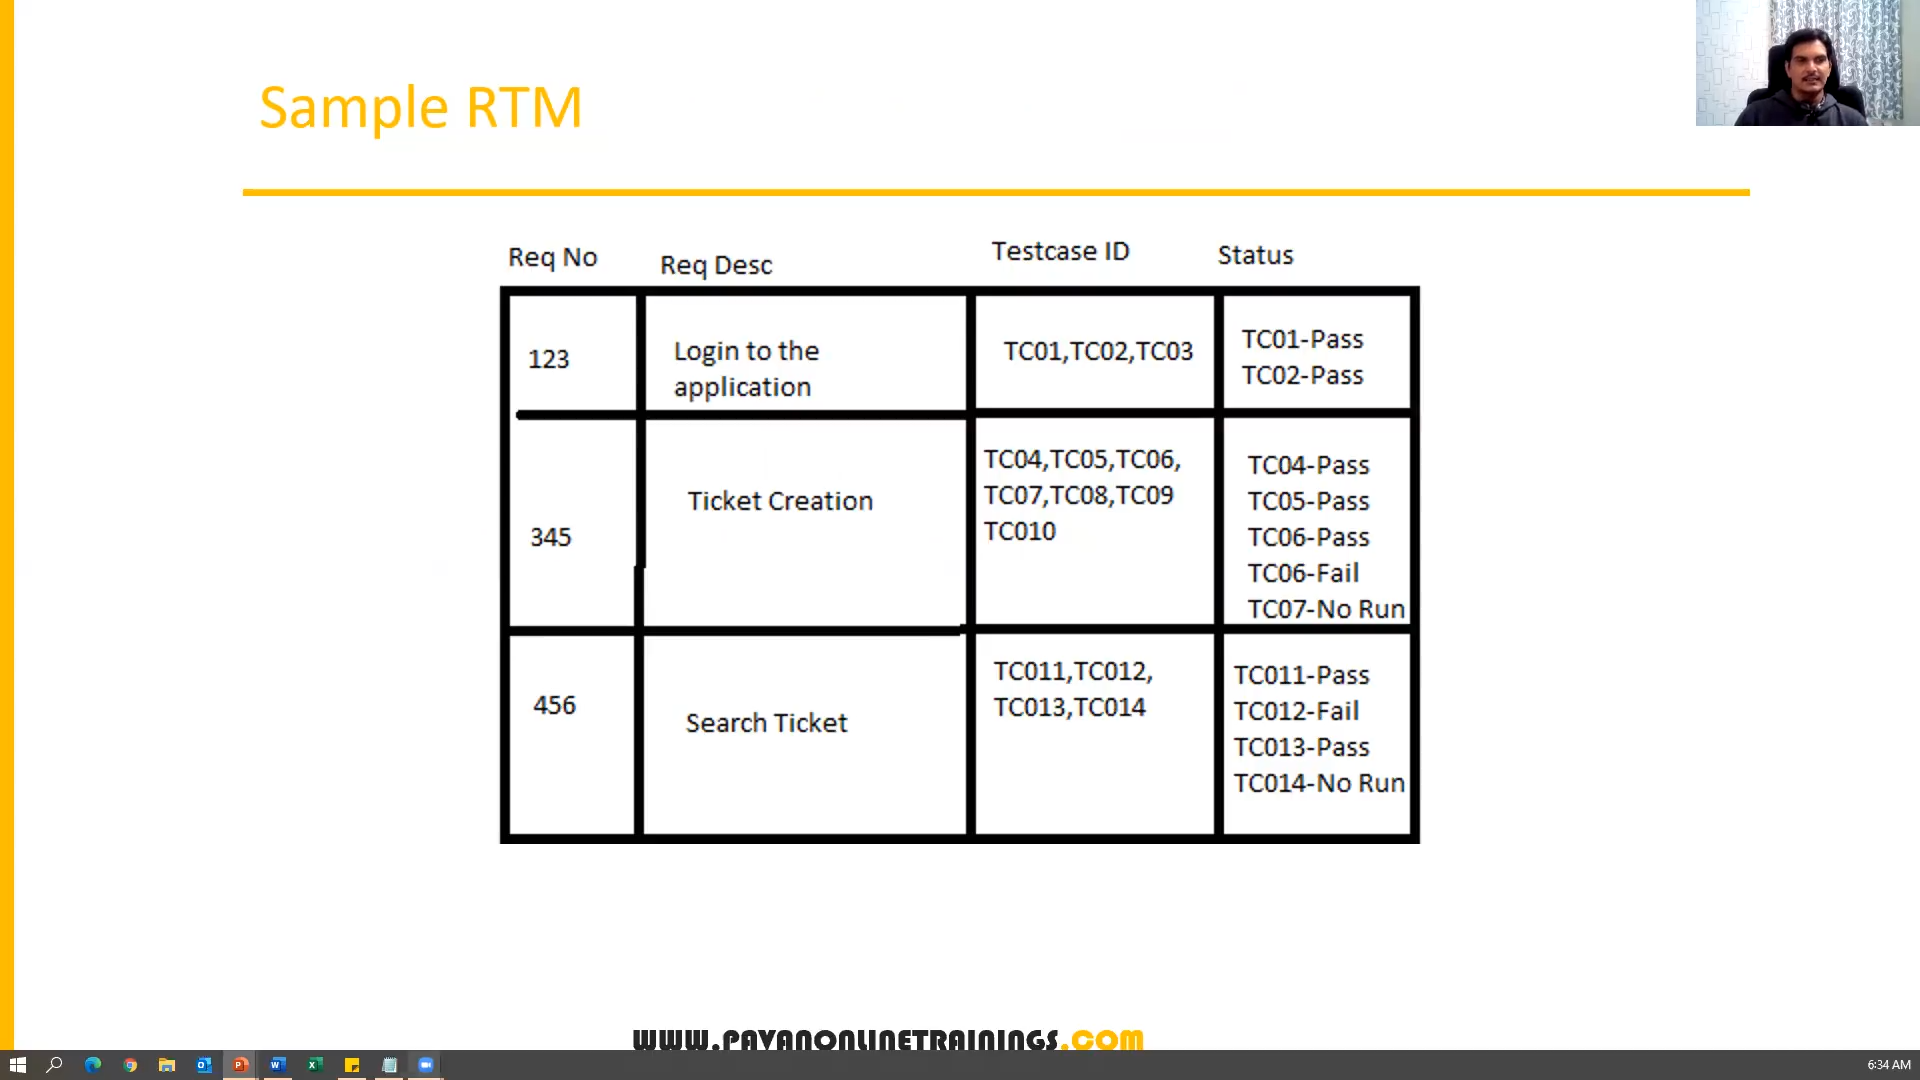 Sample RTM
Req No
Req Desc
Testcase ID
Status
123
Login to the
application
TC01,TC02,TC03
TC01-Pass
TC02-Pass
345
Ticket Creation
TC04,TC05,TC06,
TC07,TC08,TC09
TC010
TC04-Pass
TC05-Pass
TC06-Pass
TC06-Fail
TC07-No Run
456
Search Ticket
TC011,TC012,
TC013,TC014
TC011-Pass
TC012-Fail
TC013-Pass
TC014-No Run
WWW.PAVANONLINETRAININGS.COM
6:34 AM